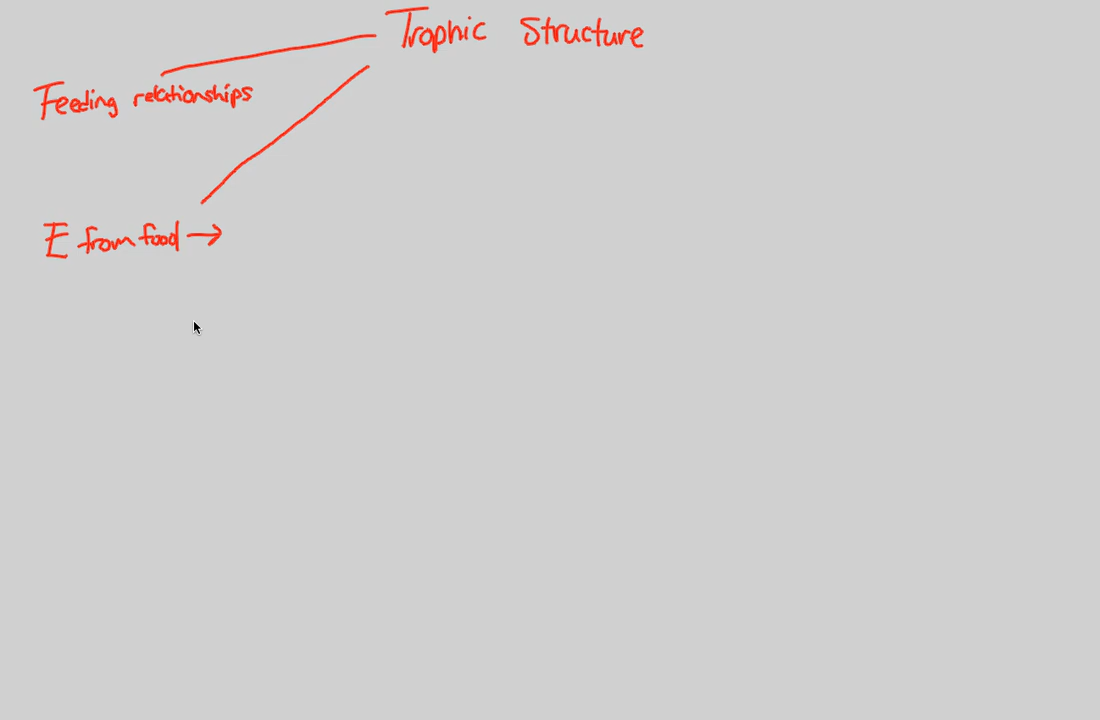 Trophic Structure
Feeding relationships
E from food →